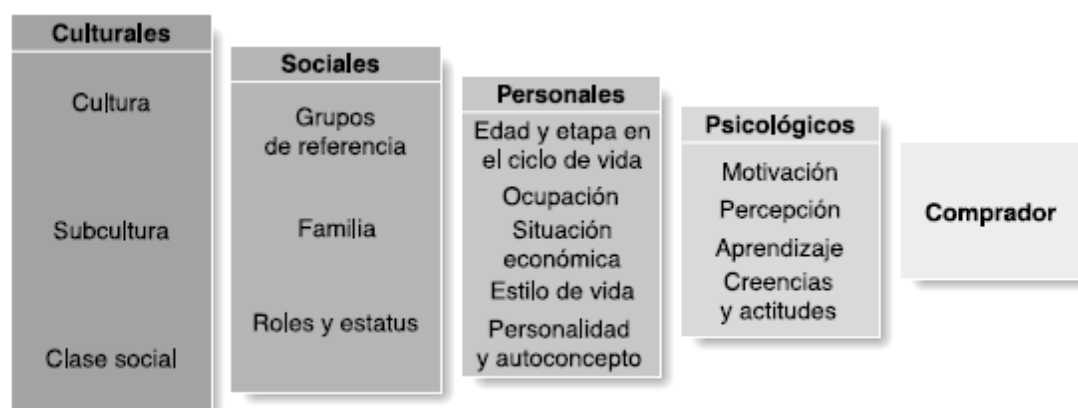 Culturales
Cultura
Subcultura
Clase social
Sociales
Grupos
de referencia
Familia
Roles y estatus
Personales
Edad y etapa en
el ciclo de vida
Ocupación
Situación
económica
Estilo de vida
Personalidad
y autoconcepto
Psicológicos
Motivación
Percepción
Aprendizaje
Creencias
y actitudes
Comprador